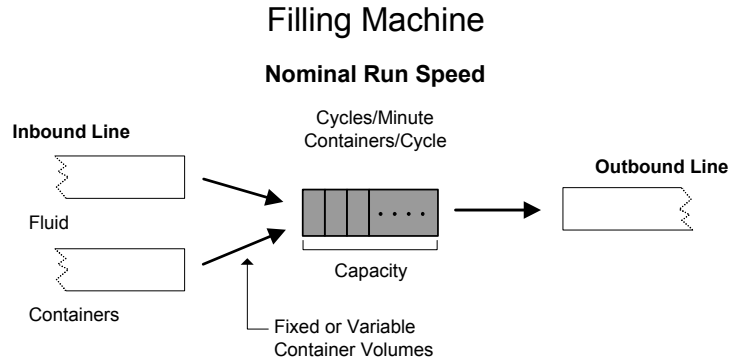 Filling Machine
Nominal Run Speed
Cycles/Minute
Containers/Cycle
Inbound Line
Outbound Line
Fluid
Capacity
Containers
Fixed or Variable
Container Volumes